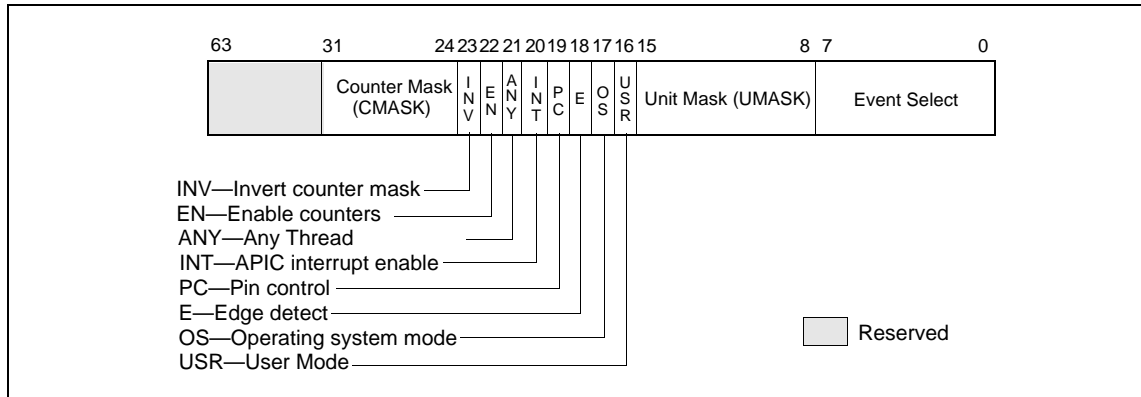 63 31 24 23 22 21 20 19 18 17 16 15 8 7 0
Counter Mask (CMASK)
INV
EN
ANY
INT
PC
E
OS
USR
Unit Mask (UMASK)
Event Select
INV—Invert counter mask
EN—Enable counters
ANY—Any Thread
INT—APIC interrupt enable
PC—Pin control
E—Edge detect
OS—Operating system mode
USR—User Mode
Reserved